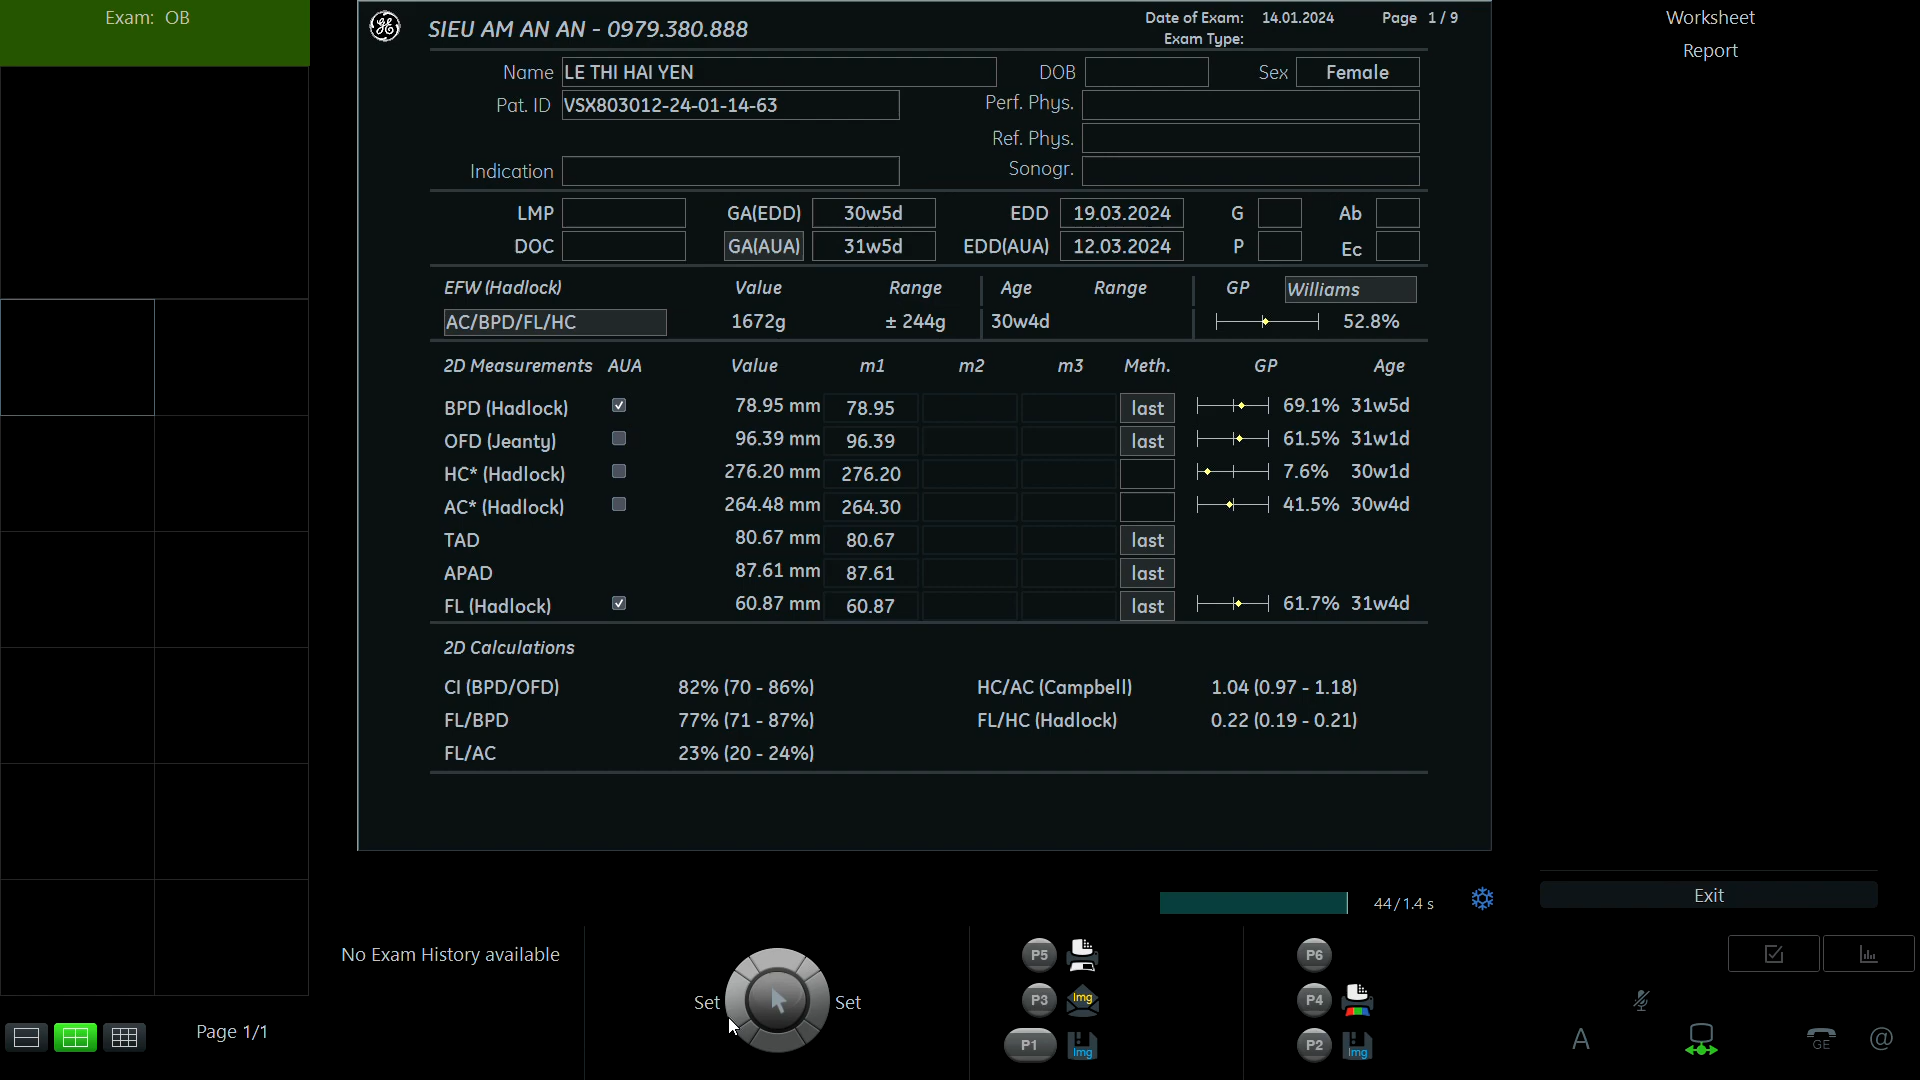 Exam: OB
SIEU AM AN AN - 0979.380.888
Date of Exam: 14.01.2024 Page 1 / 9
Exam Type:
Name LE THI HAI YEN DOB Sex Female
Pat. ID VSX803012-24-01-14-63 Perf. Phys.
Ref. Phys.
Indication Sonogr.
LMP GA(EDD) 30w5d EDD 19.03.2024 G Ab
DOC GA(AUA) 31w5d EDD(AUA) 12.03.2024 P Ec
EFW (Hadlock) Value Range Age Range GP Williams
AC/BPD/FL/HC 1672g ± 244g 30w4d 52.8%
2D Measurements AUA Value m1 m2 m3 Meth. GP Age
BPD (Hadlock) 78.95 mm 78.95 last 69.1% 31w5d
OFD (Jeanty) 96.39 mm 96.39 last 61.5% 31w1d
HC* (Hadlock) 276.20 mm 276.20 7.6% 30w1d
AC* (Hadlock) 264.48 mm 264.30 41.5% 30w4d
TAD 80.67 mm 80.67 last
APAD 87.61 mm 87.61 last
FL (Hadlock) 60.87 mm 60.87 last 61.7% 31w4d
2D Calculations
CI (BPD/OFD) 82% (70 - 86%) HC/AC (Campbell) 1.04 (0.97 - 1.18)
FL/BPD 77% (71 - 87%) FL/HC (Hadlock) 0.22 (0.19 - 0.21)
FL/AC 23% (20 - 24%)
Worksheet
Report
44 / 1.4 s
Exit
No Exam History available
Set Set
P5 P6
P3 Img P4
P1 Img P2 Img
Page 1/1
A GE @